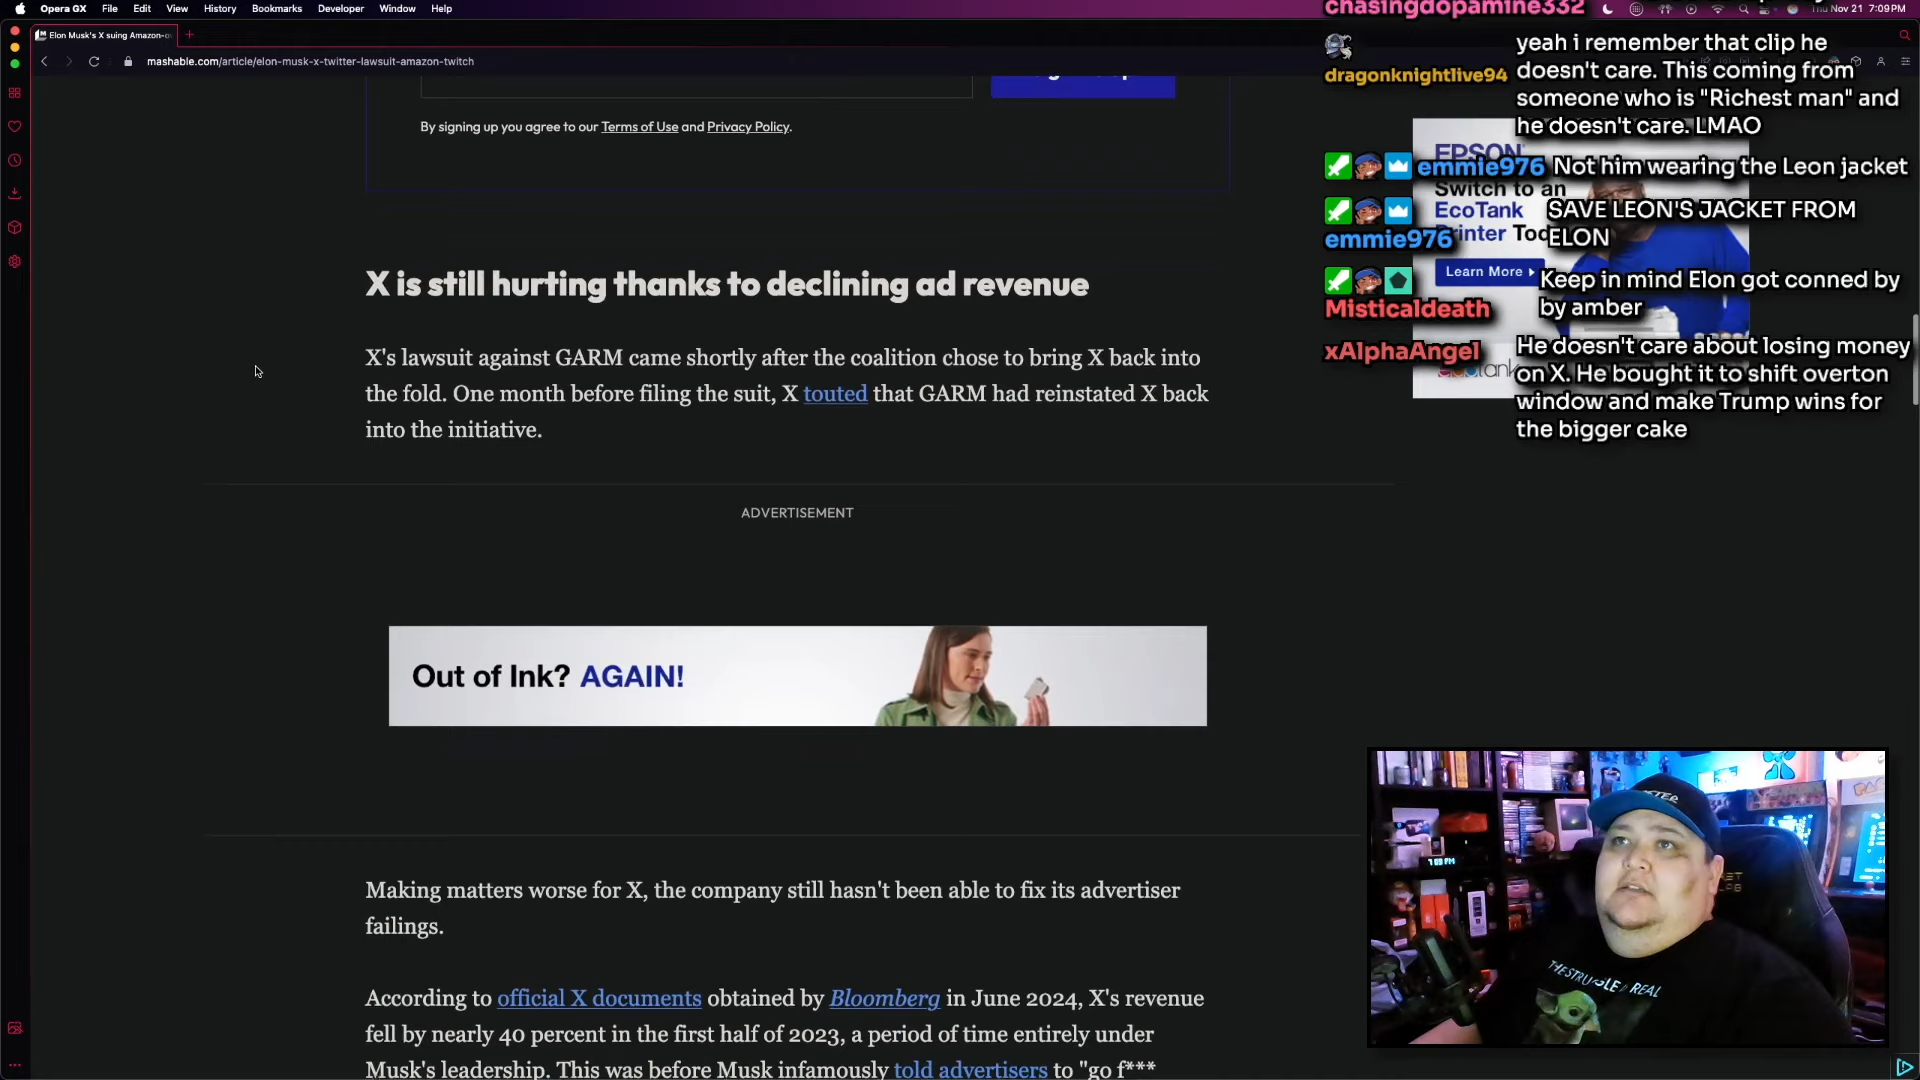 Opera GX File Edit View History Bookmarks Developer Window Help
Thu Nov 21 7:09 PM
Elon Musk's X suing Amazon-o
mashable.com/article/elon-musk-x-twitter-lawsuit-amazon-twitch
By signing up you agree to our Terms of Use and Privacy Policy.
X is still hurting thanks to declining ad revenue
X's lawsuit against GARM came shortly after the coalition chose to bring X back into
the fold. One month before filing the suit, X touted that GARM had reinstated X back
into the initiative.
ADVERTISEMENT
Out of Ink? AGAIN!
Making matters worse for X, the company still hasn't been able to fix its advertiser
failings.
According to official X documents obtained by Bloomberg in June 2024, X's revenue
fell by nearly 40 percent in the first half of 2023, a period of time entirely under
Musk's leadership. This was before Musk infamously told advertisers to "go f***
chasingdopamine332
dragonknightlive94
yeah i remember that clip he
doesn't care. This coming from
someone who is "Richest man" and
he doesn't care. LMAO
emmie976 Not him wearing the Leon jacket
emmie976
SAVE LEON'S JACKET FROM
ELON
Misticaldeath
Keep in mind Elon got conned by
by amber
xAlphaAngel
He doesn't care about losing money
on X. He bought it to shift overton
window and make Trump wins for
the bigger cake
EPSON
Switch to an
EcoTank
Printer
Learn More
7:09 PM
THE STRUGGLE REAL